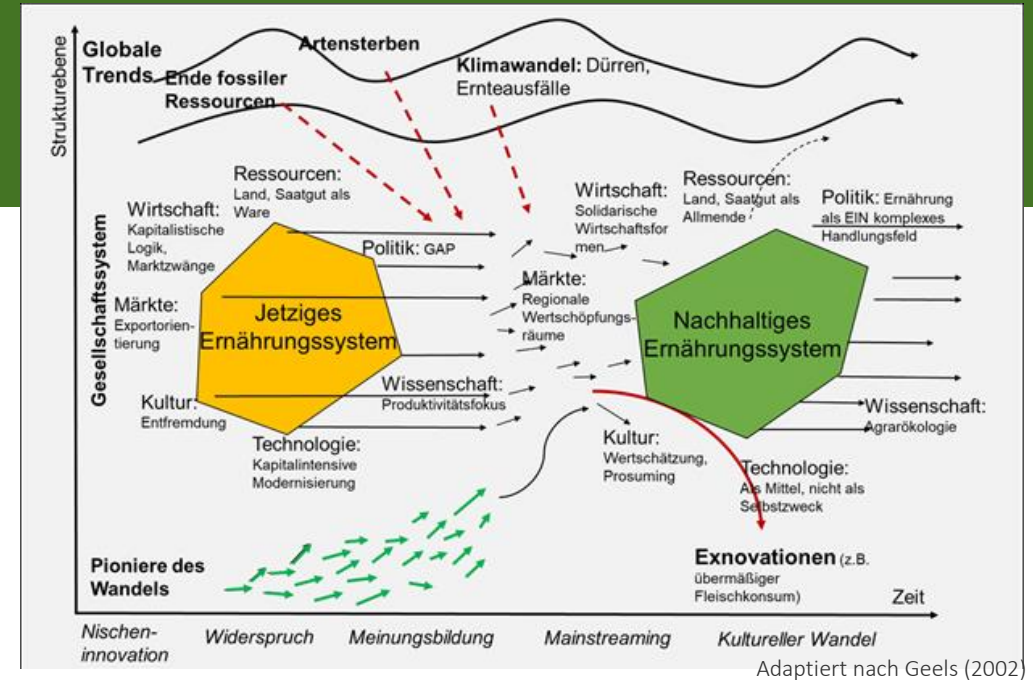 Strukturebene
Globale
Trends
Artensterben
Ende fossiler
Ressourcen
Klimawandel: Dürren,
Ernteausfälle
Gesellschaftssystem
Ressourcen:
Land, Saatgut als
Ware
Wirtschaft:
Kapitalistische
Logik,
Marktzwänge
Politik: GAP
Märkte:
Exportorien-
tierung
Jetziges
Ernährungssystem
Kultur:
Entfremdung
Wissenschaft:
Produktivitätsfokus
Technologie:
Kapitalintensive
Modernisierung
Wirtschaft:
Solidarische
Wirtschaftsfor
men
Ressourcen:
Land, Saatgut als
Allmende
Politik: Ernährung
als EIN komplexes
Handlungsfeld
Märkte:
Regionale
Wertschöpfungs-
räume
Nachhaltiges
Ernährungssystem
Kultur:
Wertschätzung,
Prosuming
Wissenschaft:
Agrarökologie
Technologie:
Als Mittel, nicht als
Selbstzweck
Pioniere des
Wandels
Exnovationen (z.B.
übermäßiger
Fleischkonsum)
Zeit
Nischen-
innovation
Widerspruch
Meinungsbildung
Mainstreaming
Kultureller Wandel
Adaptiert nach Geels (2002)